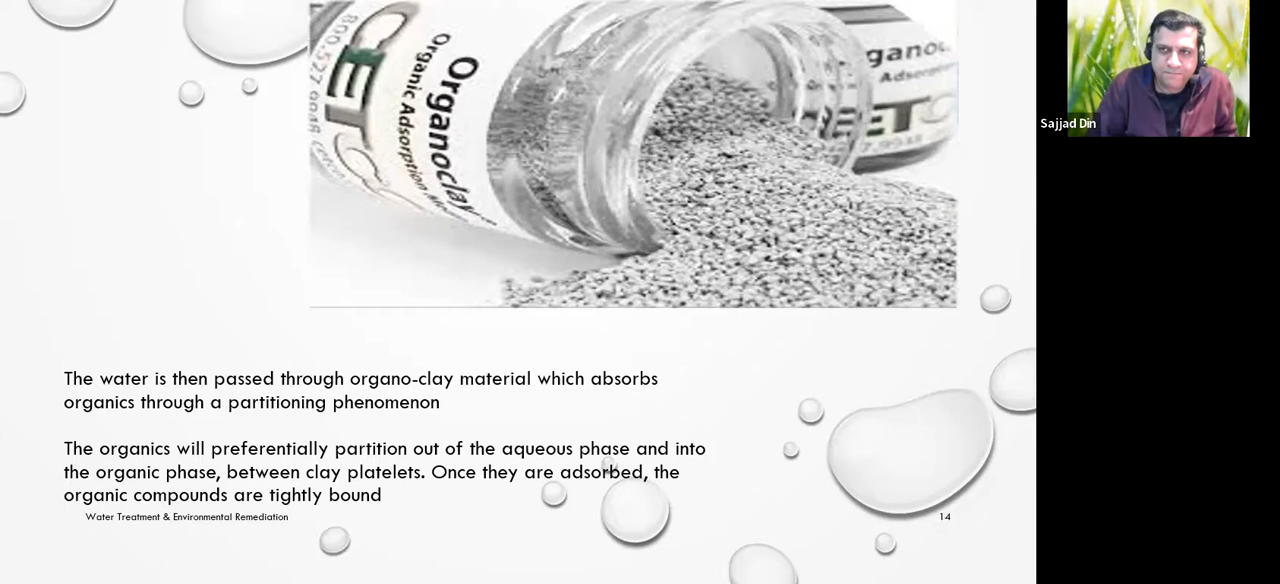 Organoclay
Organic Adsorption
Sajjad Din
The water is then passed through organo-clay material which absorbs
organics through a partitioning phenomenon
The organics will preferentially partition out of the aqueous phase and into
the organic phase, between clay platelets. Once they are adsorbed, the
organic compounds are tightly bound
Water Treatment & Environmental Remediation
14